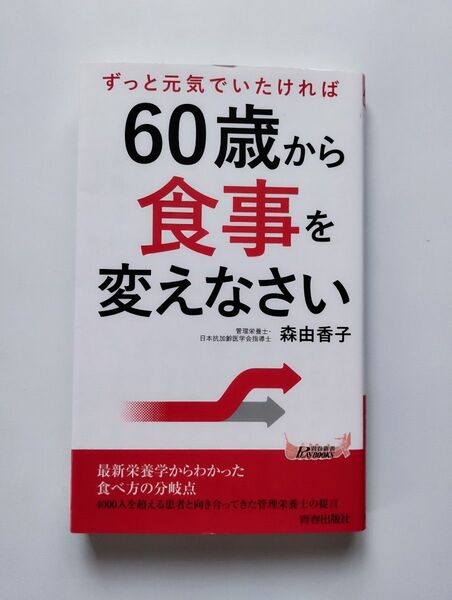 ずっと元気でいたければ
60歳から
食事を
変えなさい
管理栄養士・
日本抗加齢医学会指導士
森由香子
青春新書
PLAYBOOKS
最新栄養学からわかった
食べ方の分岐点
4000人を超える患者と向き合ってきた管理栄養士の提言
青春出版社